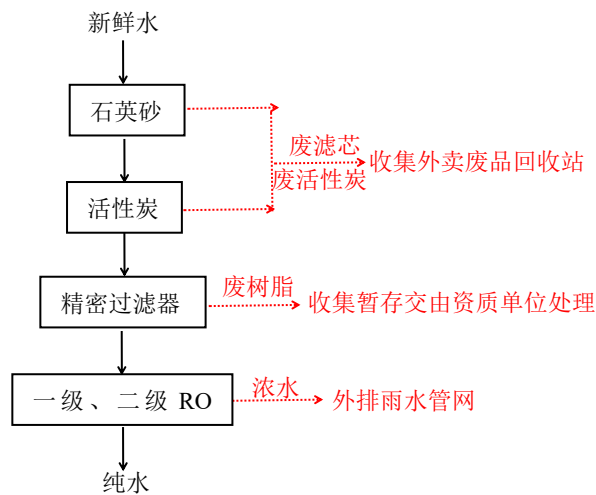 新鲜水
石英砂
废滤芯
收集外卖废品回收站
废活性炭
活性炭
废树脂
精密过滤器
收集暂存交由资质单位处理
浓水
一级、二级 RO
外排雨水管网
纯水